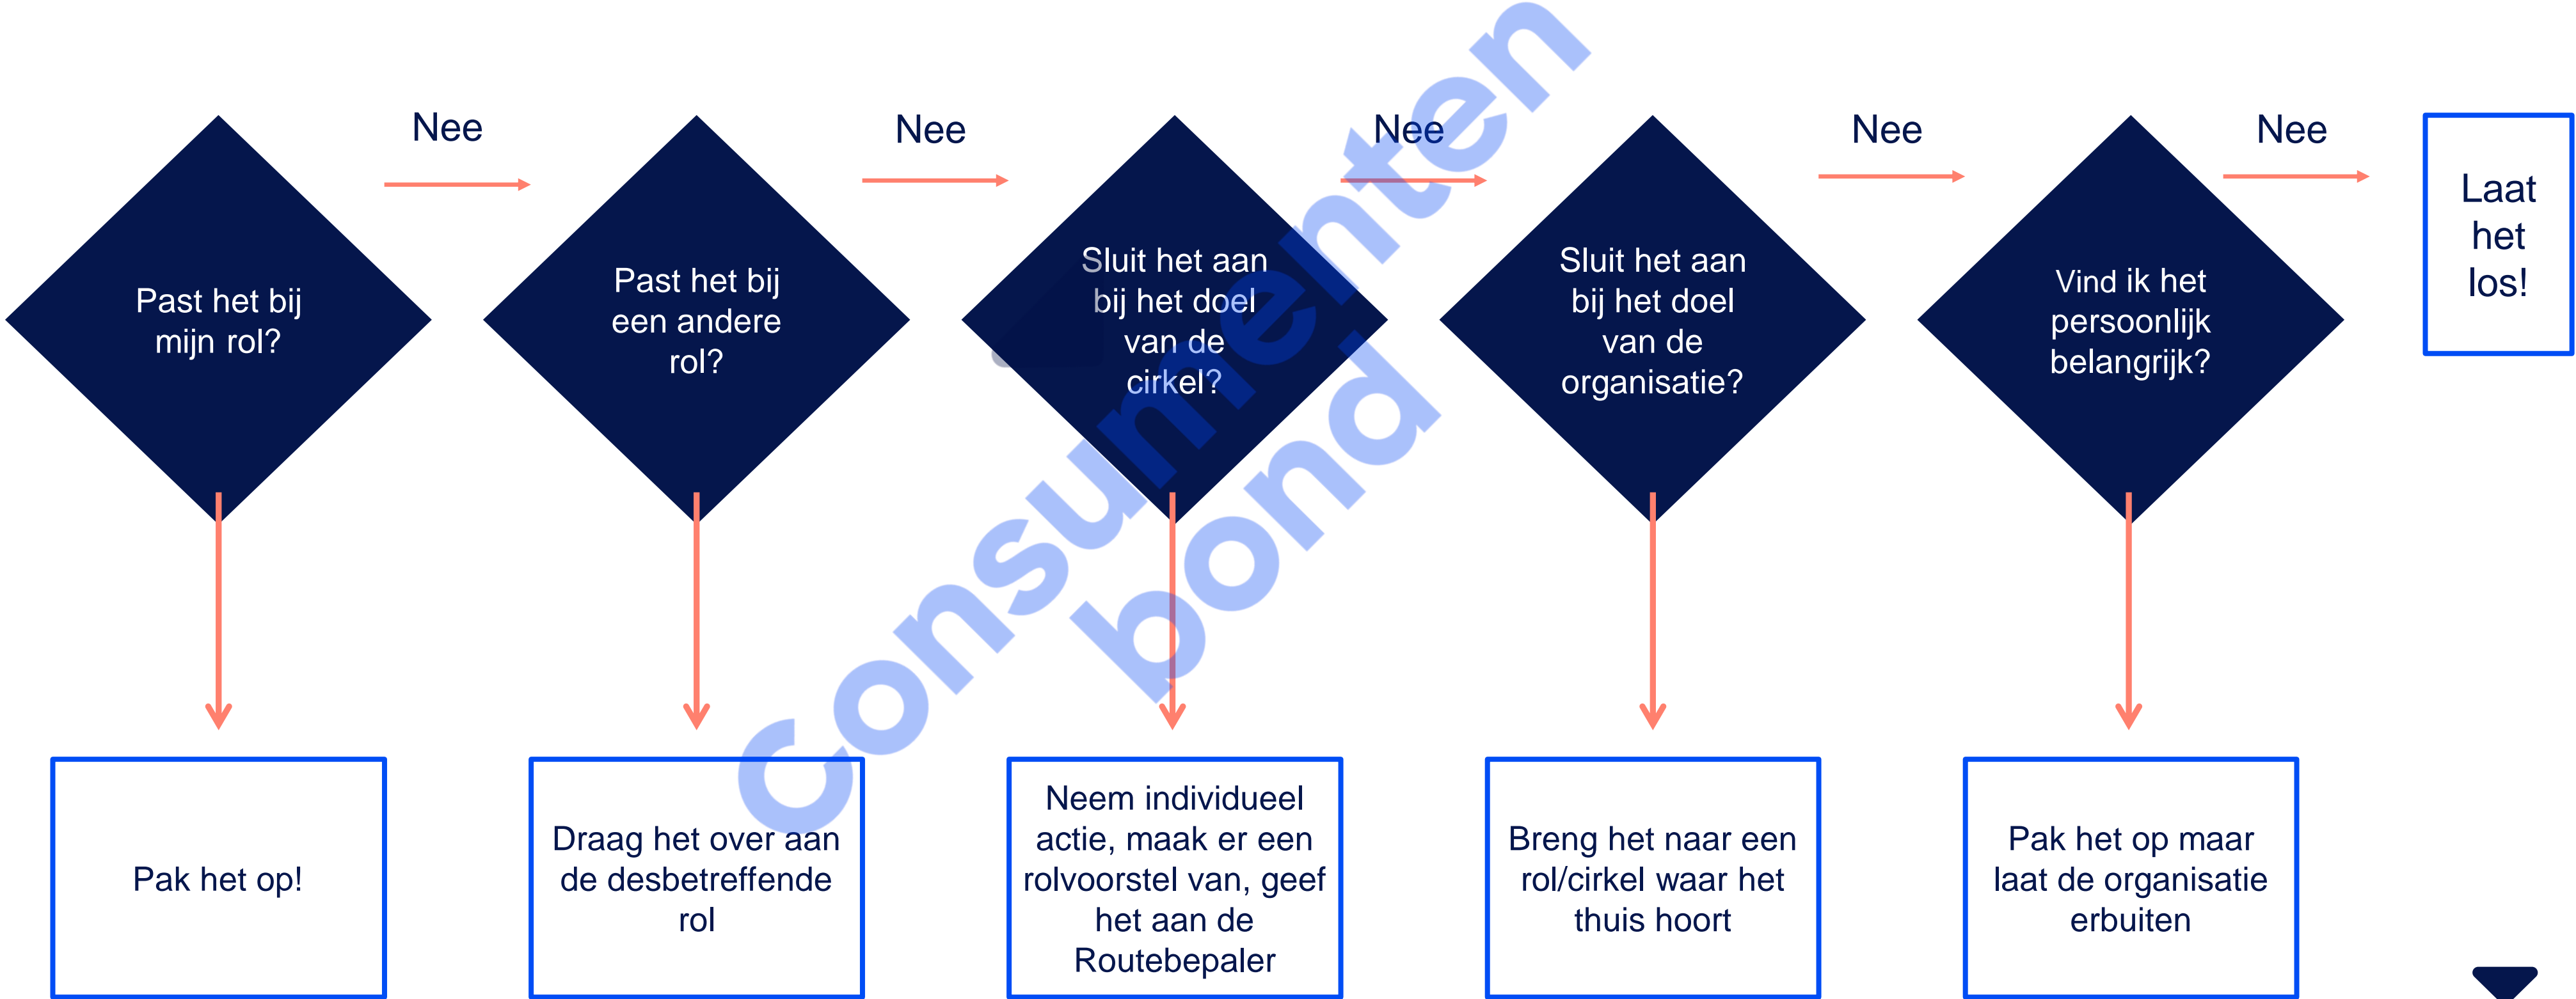 Nee
Nee
Nee
Nee
Nee
Past het bij
mijn rol?
Past het bij
een andere
rol?
Sluit het aan
bij het doel
van de
cirkel?
Sluit het aan
bij het doel
van de
organisatie?
Vind ik het
persoonlijk
belangrijk?
Laat
het
los!
Pak het op!
Draag het over aan
de desbetreffende
rol
Neem individueel
actie, maak er een
rolvoorstel van, geef
het aan de
Routebepaler
Breng het naar een
rol/cirkel waar het
thuis hoort
Pak het op maar
laat de organisatie
erbuiten
consumenten
bond